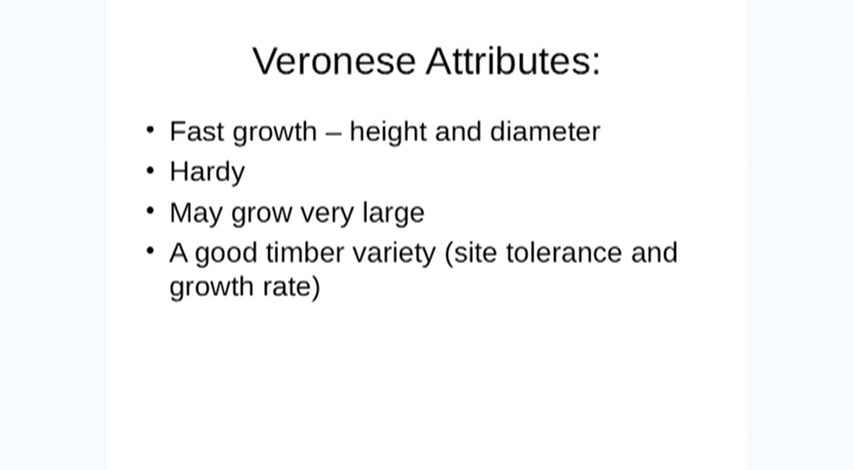 Veronese Attributes:
• Fast growth – height and diameter
• Hardy
• May grow very large
• A good timber variety (site tolerance and
growth rate)